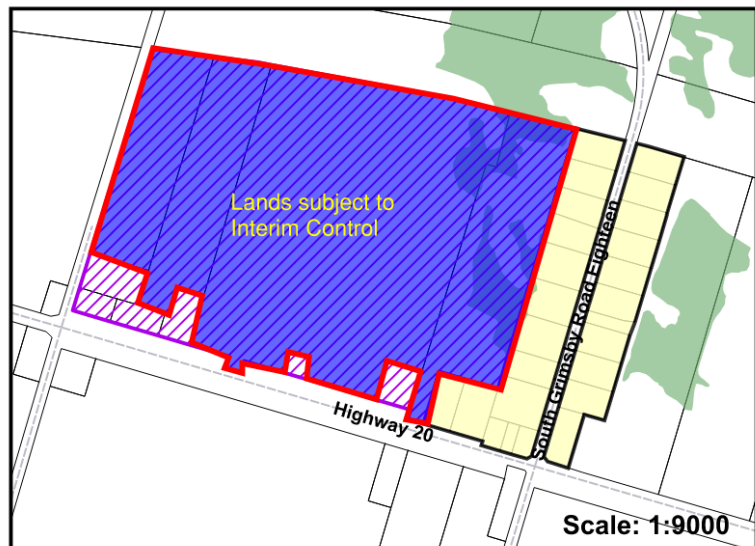 Lands subject to
Interim Control
South Grimsby Road Eighteen
Highway 20
Scale: 1:9000